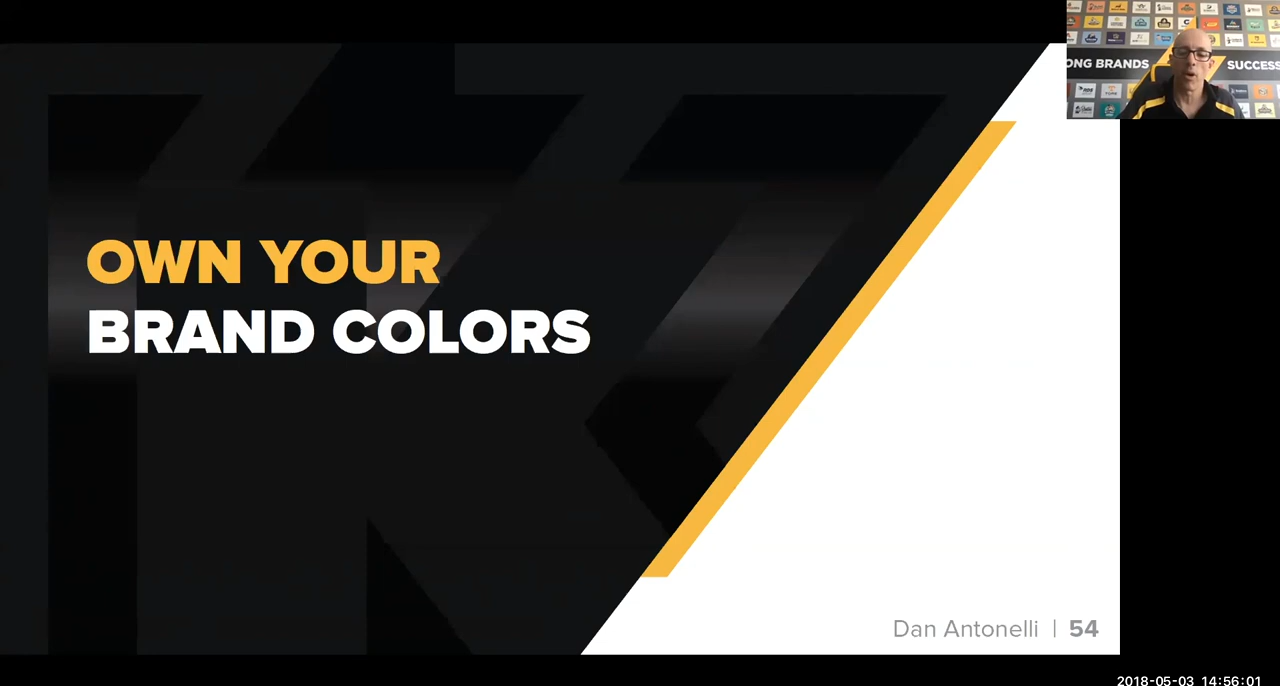 OWN YOUR
BRAND COLORS
ONG BRANDS
SUCCESS
Dan Antonelli | 54
2018-05-03 14:56:01